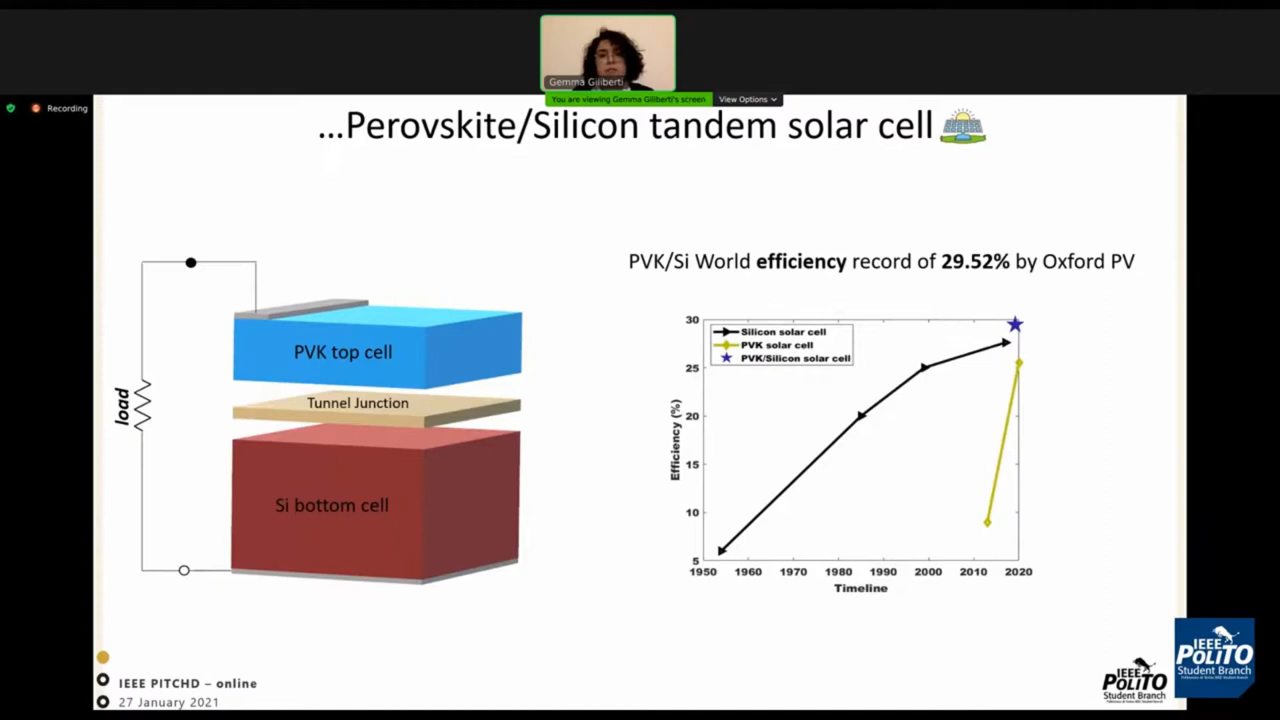 Gemma Giliberti
You are viewing Gemma Giliberti's screen
View Options
Recording
...Perovskite/Silicon tandem solar cell
PVK/Si World efficiency record of 29.52% by Oxford PV
load
PVK top cell
Tunnel Junction
Si bottom cell
Silicon solar cell
PVK solar cell
PVK/Silicon solar cell
Efficiency (%)
30
25
20
15
10
5
1950 1960 1970 1980 1990 2000 2010 2020
Timeline
IEEE PITCHD – online
27 January 2021
IEEE
POLITO
Student Branch
IEEE
POLITO
Student Branch